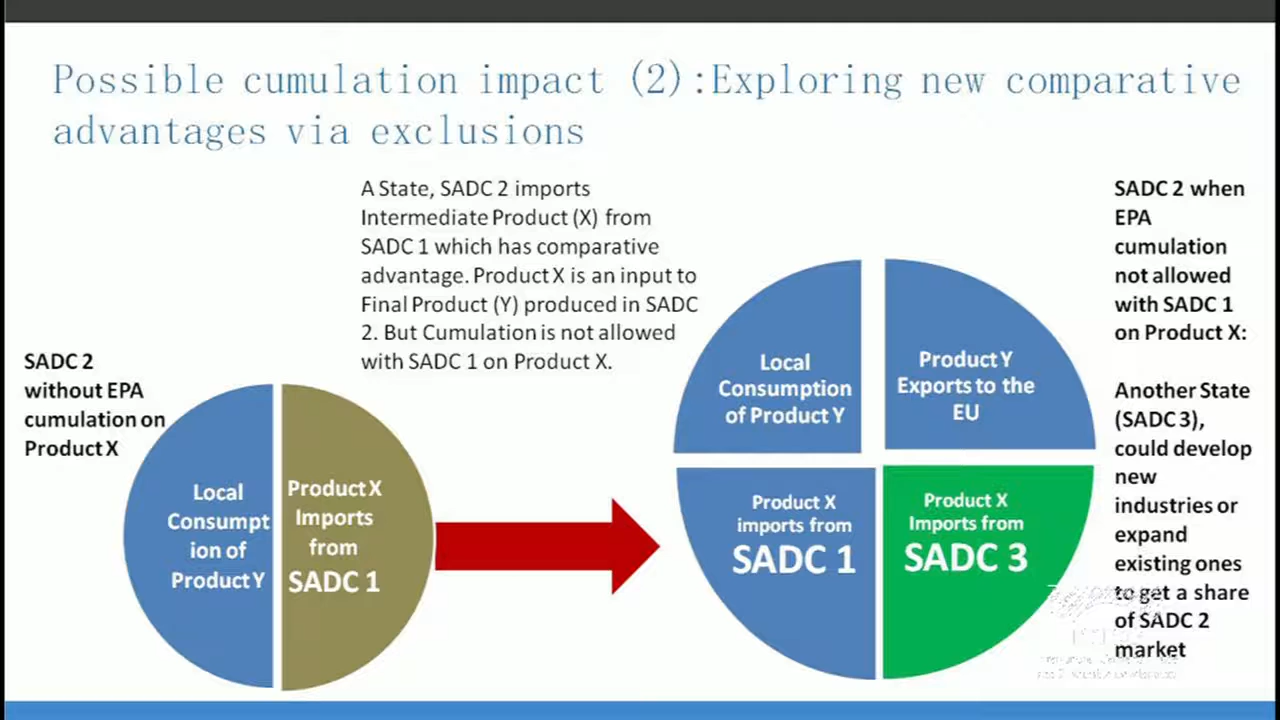 Possible cumulation impact (2):Exploring new comparative
advantages via exclusions
A State, SADC 2 imports
Intermediate Product (X) from
SADC 1 which has comparative
advantage. Product X is an input to
Final Product (Y) produced in SADC
2. But Cumulation is not allowed
with SADC 1 on Product X.
SADC 2
without EPA
cumulation on
Product X
Local
Consumpt
ion of
Product Y
Product X
Imports
from
SADC 1
Local
Consumption
of Product Y
Product Y
Exports to the
EU
Product X
imports from
SADC 1
Product X
Imports from
SADC 3
SADC 2 when
EPA
cumulation
not allowed
with SADC 1
on Product X:
Another State
(SADC 3),
could develop
new
industries or
expand
existing ones
to get a share
of SADC 2
market